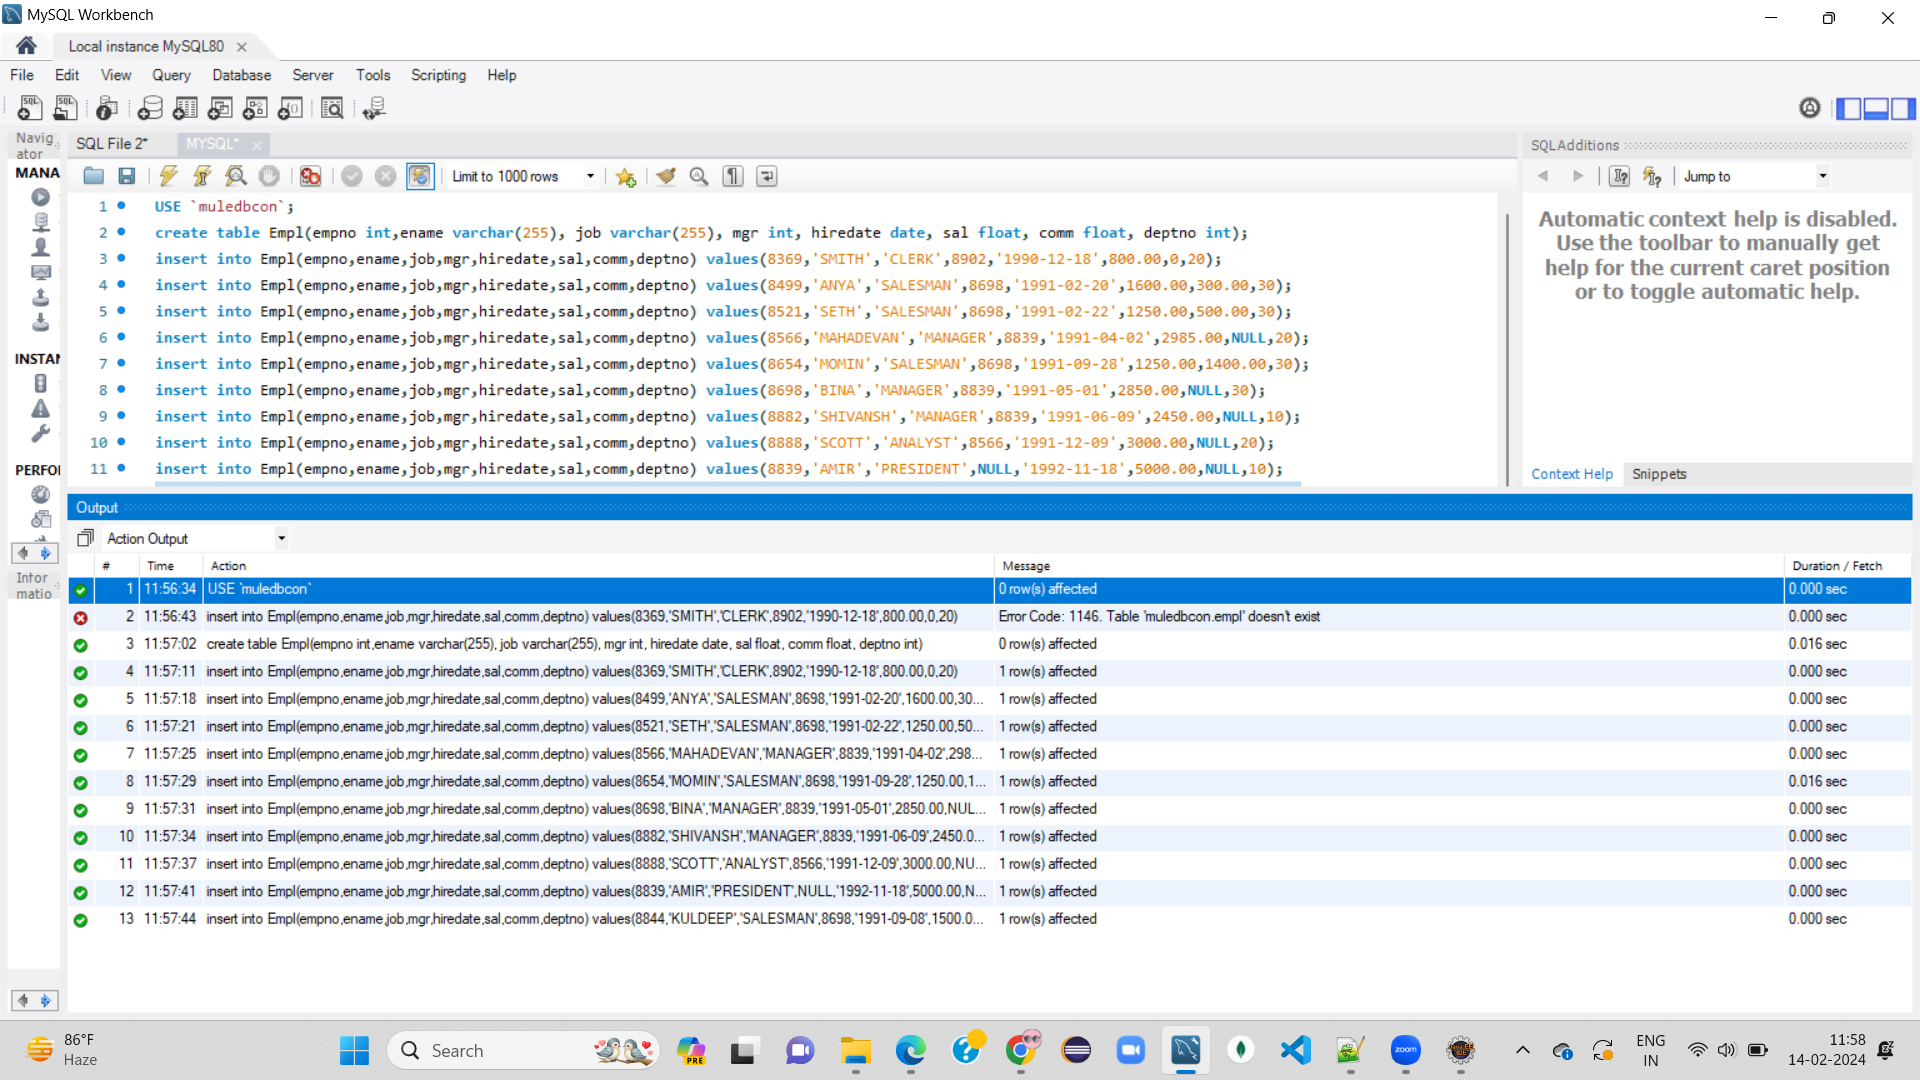 MySQL Workbench
Local instance MySQL80
File Edit View Query Database Server Tools Scripting Help
Navig
ator
SQL File 2*
MYSQL*
SQLAdditions
MANA
Limit to 1000 rows
Jump to
1 USE `muledbcon`;
2 create table Empl(empno int,ename varchar(255), job varchar(255), mgr int, hiredate date, sal float, comm float, deptno int);
3 insert into Empl(empno,ename,job,mgr,hiredate,sal,comm,deptno) values(8369,'SMITH','CLERK',8902,'1990-12-18',800.00,0,20);
4 insert into Empl(empno,ename,job,mgr,hiredate,sal,comm,deptno) values(8499,'ANYA','SALESMAN',8698,'1991-02-20',1600.00,300.00,30);
5 insert into Empl(empno,ename,job,mgr,hiredate,sal,comm,deptno) values(8521,'SETH','SALESMAN',8698,'1991-02-22',1250.00,500.00,30);
6 insert into Empl(empno,ename,job,mgr,hiredate,sal,comm,deptno) values(8566,'MAHADEVAN','MANAGER',8839,'1991-04-02',2985.00,NULL,20);
7 insert into Empl(empno,ename,job,mgr,hiredate,sal,comm,deptno) values(8654,'MOMIN','SALESMAN',8698,'1991-09-28',1250.00,1400.00,30);
8 insert into Empl(empno,ename,job,mgr,hiredate,sal,comm,deptno) values(8698,'BINA','MANAGER',8839,'1991-05-01',2850.00,NULL,30);
9 insert into Empl(empno,ename,job,mgr,hiredate,sal,comm,deptno) values(8882,'SHIVANSH','MANAGER',8839,'1991-06-09',2450.00,NULL,10);
10 insert into Empl(empno,ename,job,mgr,hiredate,sal,comm,deptno) values(8888,'SCOTT','ANALYST',8566,'1991-12-09',3000.00,NULL,20);
11 insert into Empl(empno,ename,job,mgr,hiredate,sal,comm,deptno) values(8839,'AMIR','PRESIDENT',NULL,'1992-11-18',5000.00,NULL,10);
Automatic context help is disabled.
Use the toolbar to manually get
help for the current caret position
or to toggle automatic help.
INSTAN
PERFOI
Context Help Snippets
Output
Action Output
# Time Action Message Duration / Fetch
Infor
matio
1 11:56:34 USE `muledbcon` 0 row(s) affected 0.000 sec
2 11:56:43 insert into Empl(empno,ename,job,mgr,hiredate,sal,comm,deptno) values(8369,'SMITH','CLERK',8902,'1990-12-18',800.00,0,20) Error Code: 1146. Table 'muledbcon.empl' doesn't exist 0.000 sec
3 11:57:02 create table Empl(empno int,ename varchar(255), job varchar(255), mgr int, hiredate date, sal float, comm float, deptno int) 0 row(s) affected 0.016 sec
4 11:57:11 insert into Empl(empno,ename,job,mgr,hiredate,sal,comm,deptno) values(8369,'SMITH','CLERK',8902,'1990-12-18',800.00,0,20) 1 row(s) affected 0.000 sec
5 11:57:18 insert into Empl(empno,ename,job,mgr,hiredate,sal,comm,deptno) values(8499,'ANYA','SALESMAN',8698,'1991-02-20',1600.00,30... 1 row(s) affected 0.000 sec
6 11:57:21 insert into Empl(empno,ename,job,mgr,hiredate,sal,comm,deptno) values(8521,'SETH','SALESMAN',8698,'1991-02-22',1250.00,50... 1 row(s) affected 0.000 sec
7 11:57:25 insert into Empl(empno,ename,job,mgr,hiredate,sal,comm,deptno) values(8566,'MAHADEVAN','MANAGER',8839,'1991-04-02',298... 1 row(s) affected 0.000 sec
8 11:57:29 insert into Empl(empno,ename,job,mgr,hiredate,sal,comm,deptno) values(8654,'MOMIN','SALESMAN',8698,'1991-09-28',1250.00,1... 1 row(s) affected 0.016 sec
9 11:57:31 insert into Empl(empno,ename,job,mgr,hiredate,sal,comm,deptno) values(8698,'BINA','MANAGER',8839,'1991-05-01',2850.00,NUL... 1 row(s) affected 0.000 sec
10 11:57:34 insert into Empl(empno,ename,job,mgr,hiredate,sal,comm,deptno) values(8882,'SHIVANSH','MANAGER',8839,'1991-06-09',2450.0... 1 row(s) affected 0.000 sec
11 11:57:37 insert into Empl(empno,ename,job,mgr,hiredate,sal,comm,deptno) values(8888,'SCOTT','ANALYST',8566,'1991-12-09',3000.00,NU... 1 row(s) affected 0.000 sec
12 11:57:41 insert into Empl(empno,ename,job,mgr,hiredate,sal,comm,deptno) values(8839,'AMIR','PRESIDENT',NULL,'1992-11-18',5000.00,N... 1 row(s) affected 0.000 sec
13 11:57:44 insert into Empl(empno,ename,job,mgr,hiredate,sal,comm,deptno) values(8844,'KULDEEP','SALESMAN',8698,'1991-09-08',1500.0... 1 row(s) affected 0.000 sec
86°F
Haze
Search
PRE
zoom
ENG
IN
11:58
14-02-2024